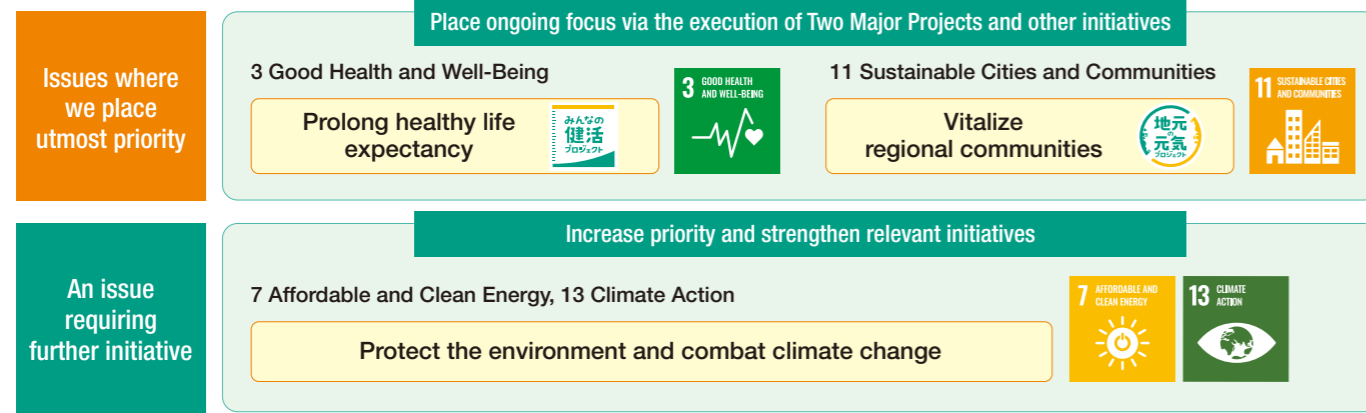 Issues where
we place
utmost priority
Place ongoing focus via the execution of Two Major Projects and other initiatives
3 Good Health and Well-Being
Prolong healthy life
expectancy
みんなの
健活
プロジェクト
3 GOOD HEALTH
AND WELL-BEING
11 Sustainable Cities and Communities
Vitalize
regional communities
地元
の
元気
プロジェクト
11 SUSTAINABLE CITIES
AND COMMUNITIES
An issue
requiring
further initiative
Increase priority and strengthen relevant initiatives
7 Affordable and Clean Energy, 13 Climate Action
Protect the environment and combat climate change
7 AFFORDABLE AND
CLEAN ENERGY
13 CLIMATE
ACTION